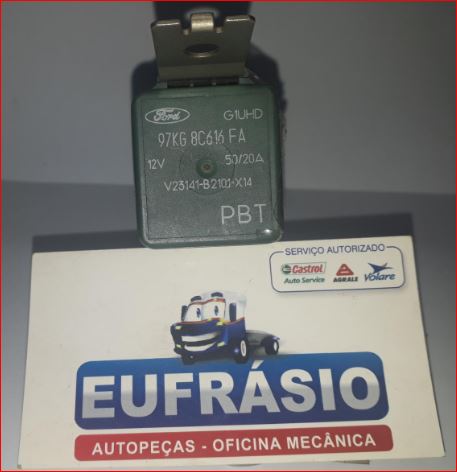 Ford
G1UHD
97KG 8C616 FA
12V
50/20A
V23141-B2101-X14
PBT
SERVIÇO AUTORIZADO
Castrol
Auto Service
AGRALE
Volare
EUFRÁSIO
AUTOPEÇAS - OFICINA MECÂNICA